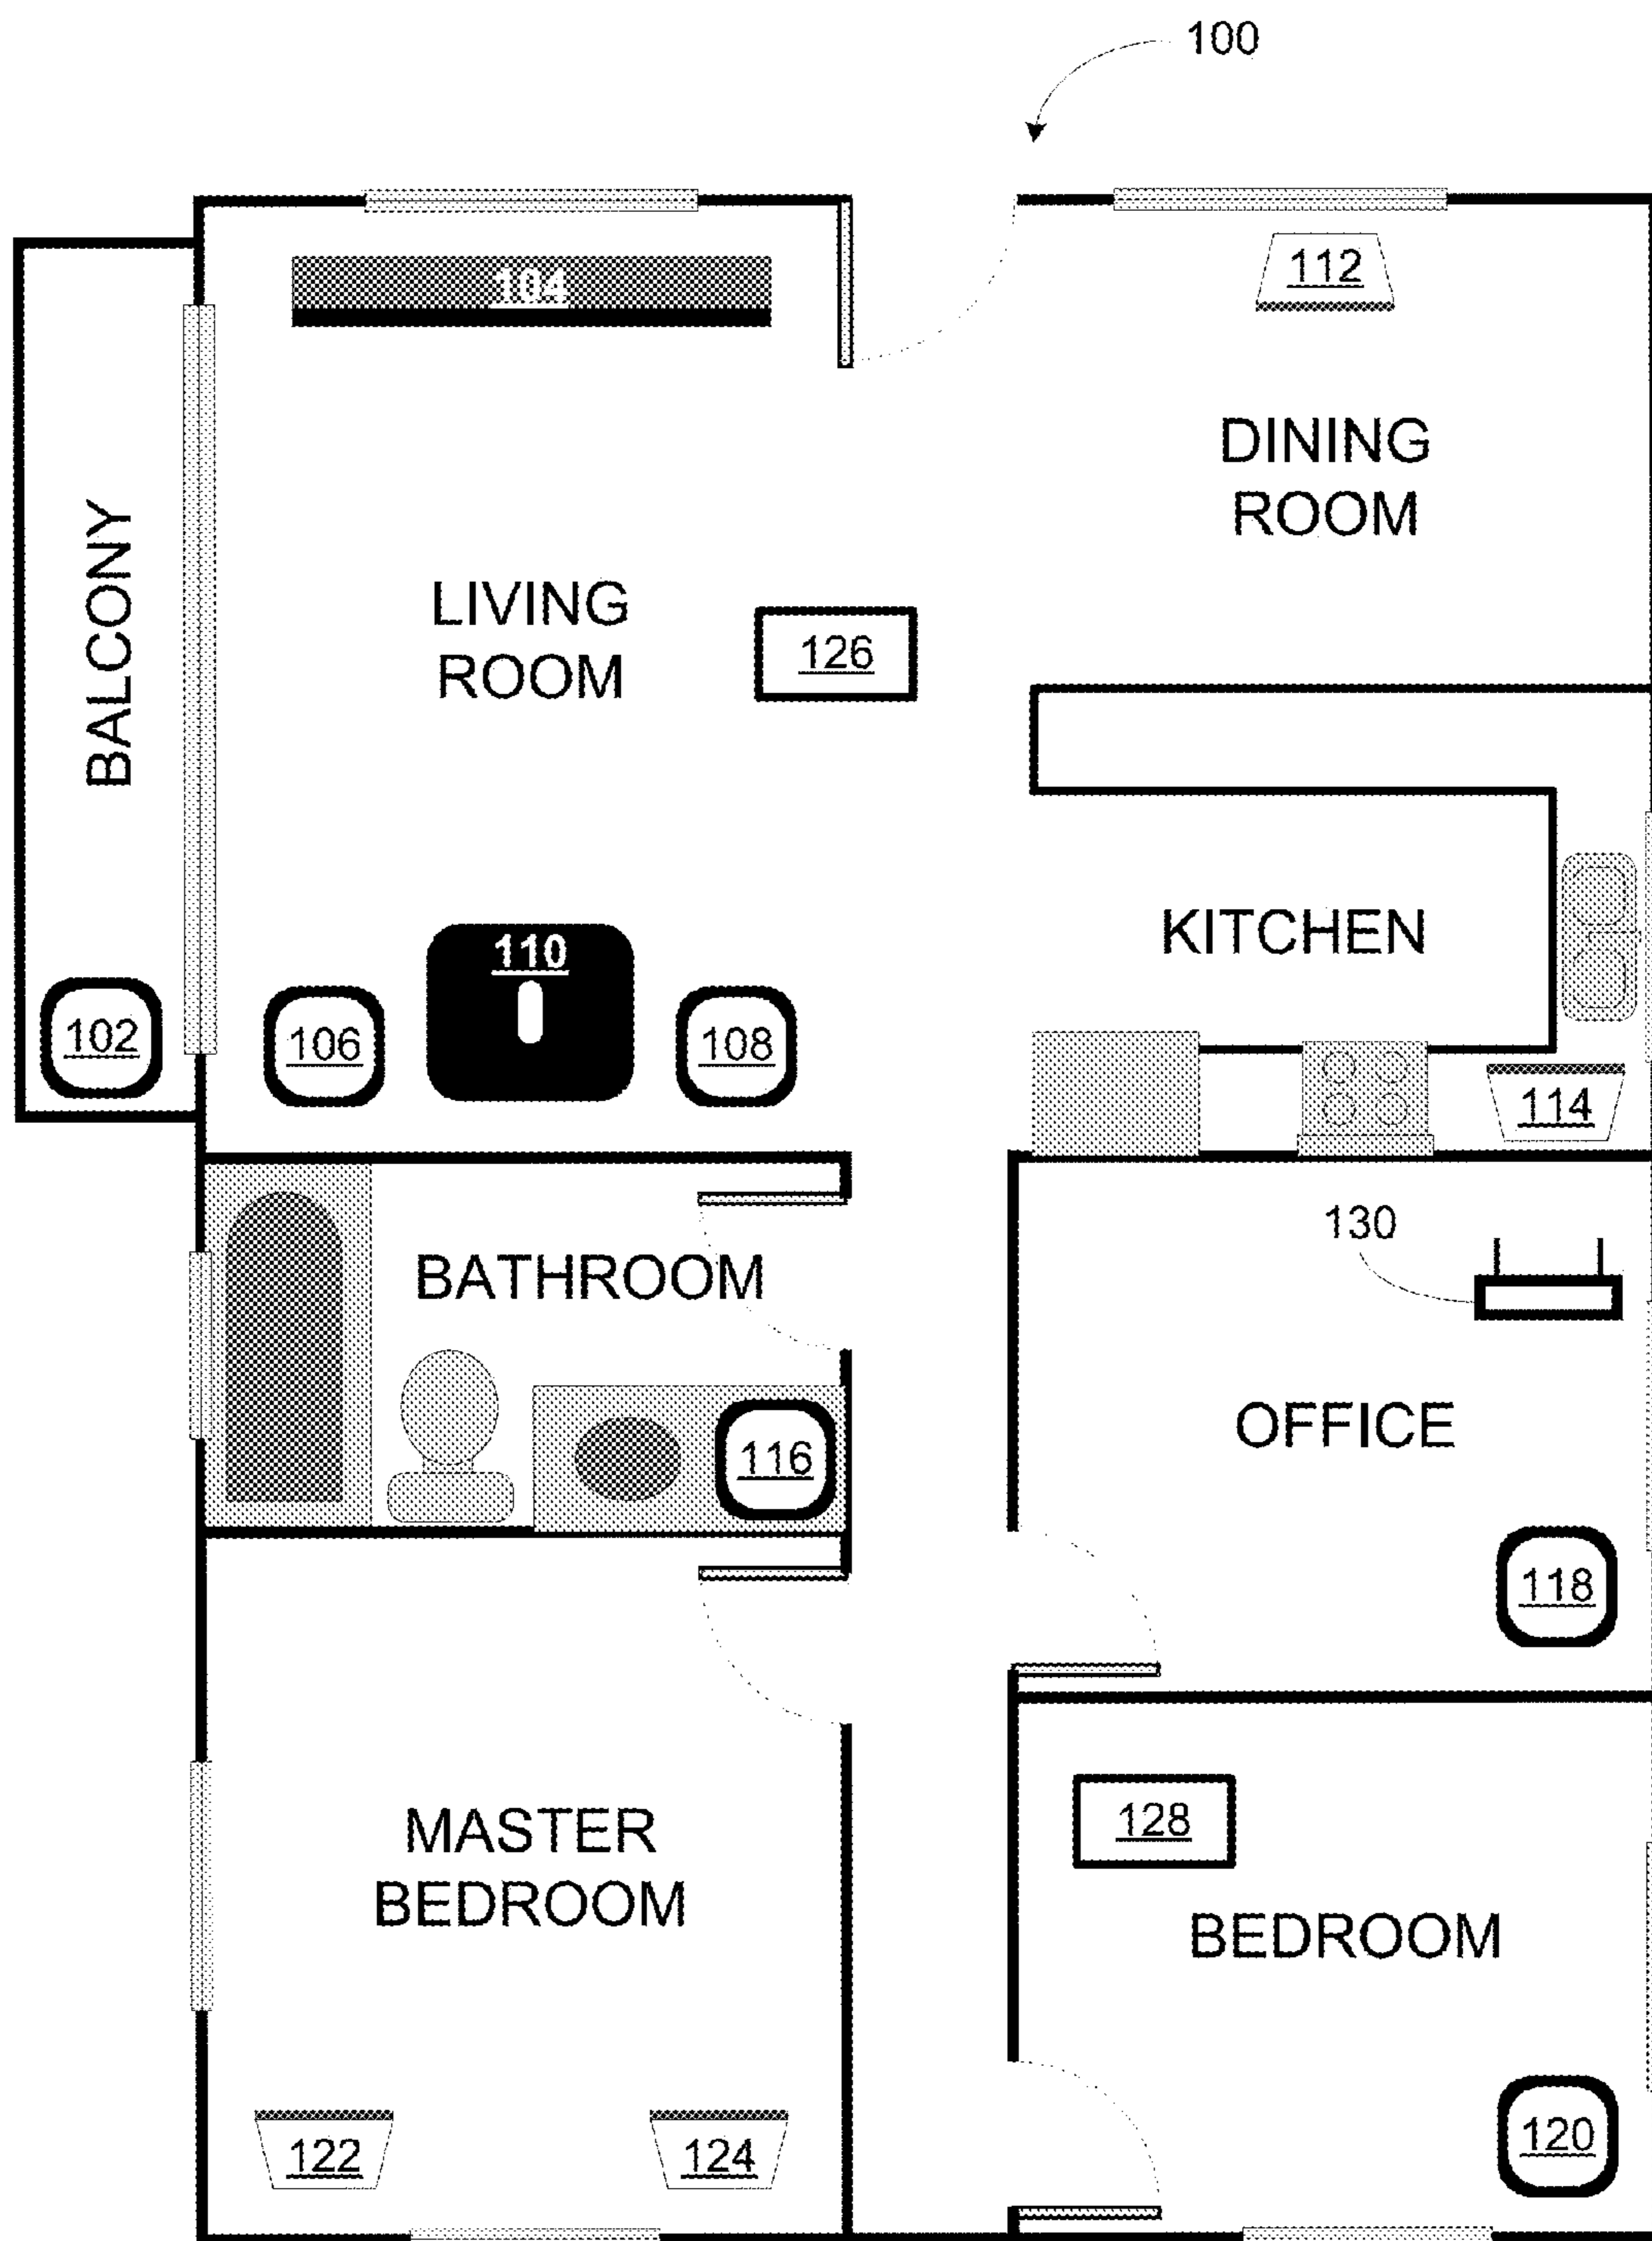 100
104
112
DINING
ROOM
BALCONY
LIVING
ROOM
126
110
KITCHEN
102
106
108
114
130
BATHROOM
OFFICE
116
118
128
MASTER
BEDROOM
BEDROOM
122
124
120